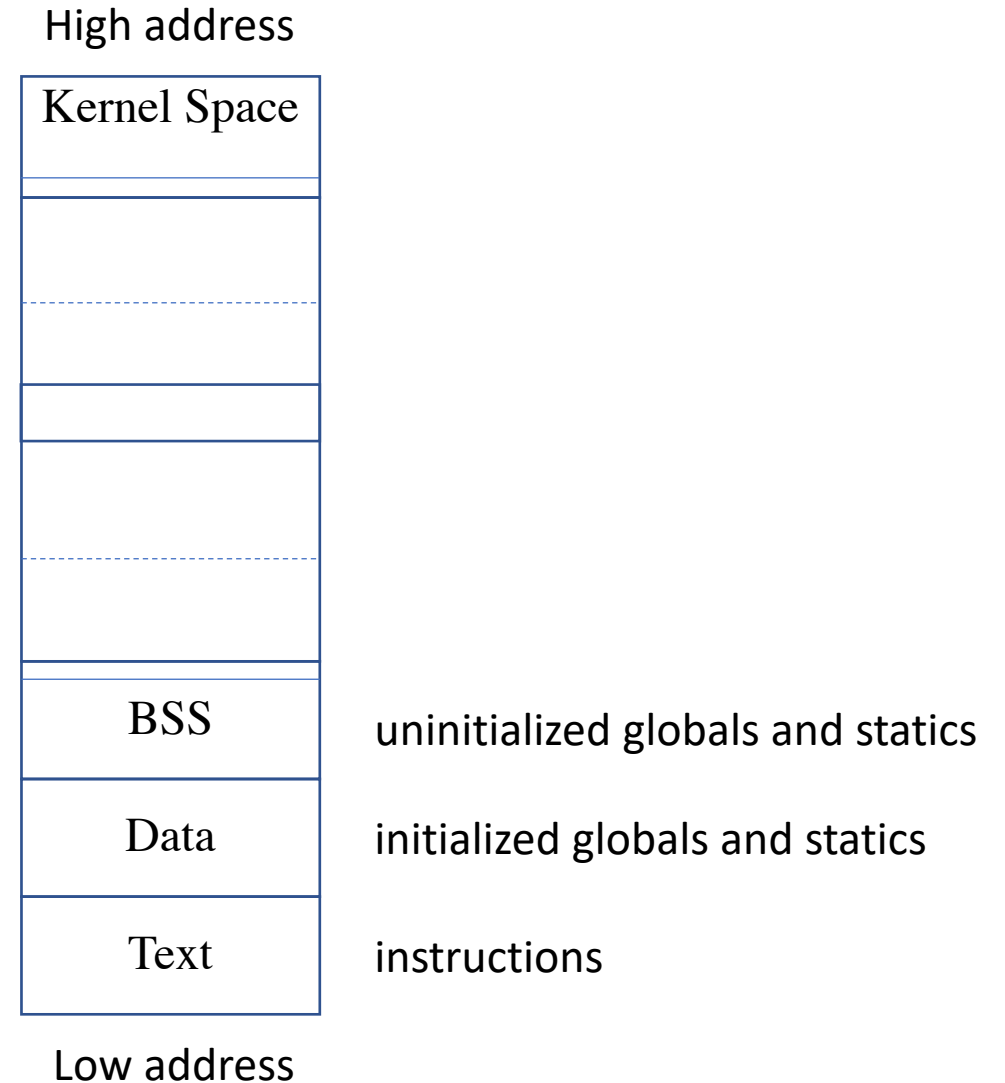 High address
Kernel Space
BSS
uninitialized globals and statics
Data
initialized globals and statics
Text
instructions
Low address